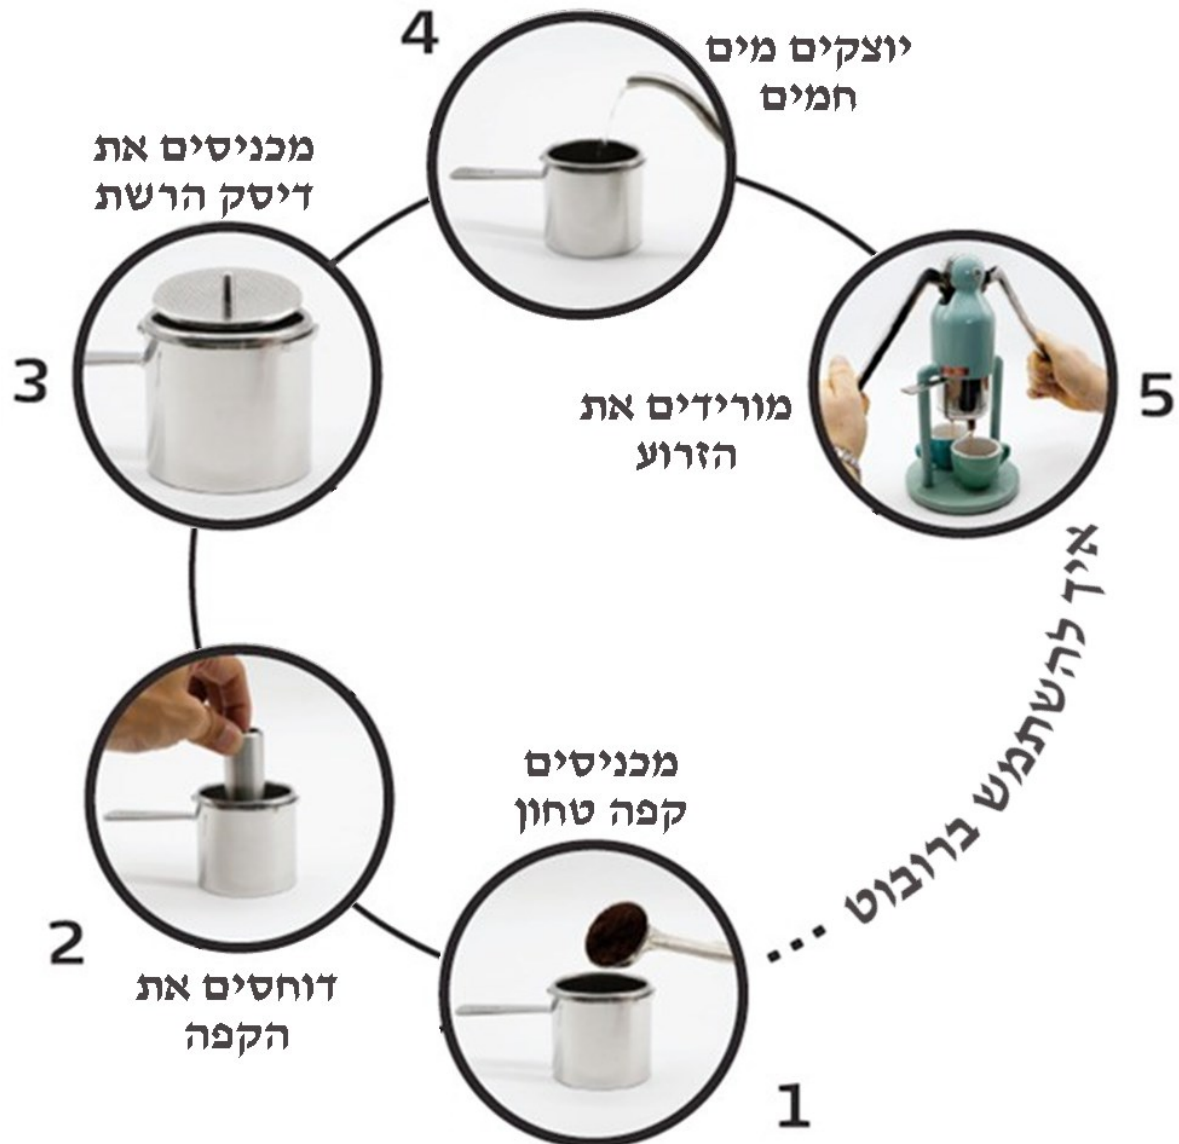 איך להשתמש ברובוט ...
1
מכניסים
קפה טחון
2
דוחסים את
הקפה
3
מכניסים את
דיסק הרשת
4
יוצקים מים
חמים
5
מורידים את
הזרוע